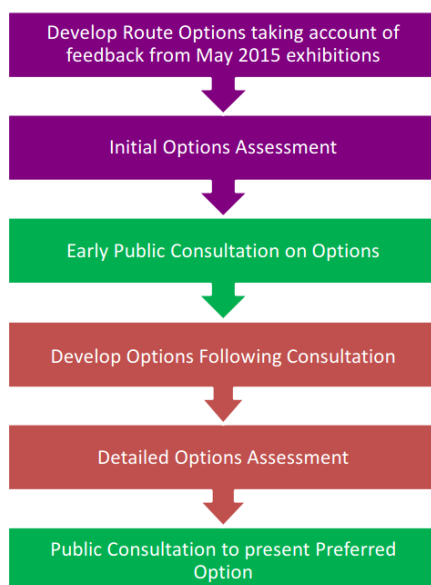 Develop Route Options taking account of
feedback from May 2015 exhibitions
Initial Options Assessment
Early Public Consultation on Options
Develop Options Following Consultation
Detailed Options Assessment
Public Consultation to present Preferred
Option